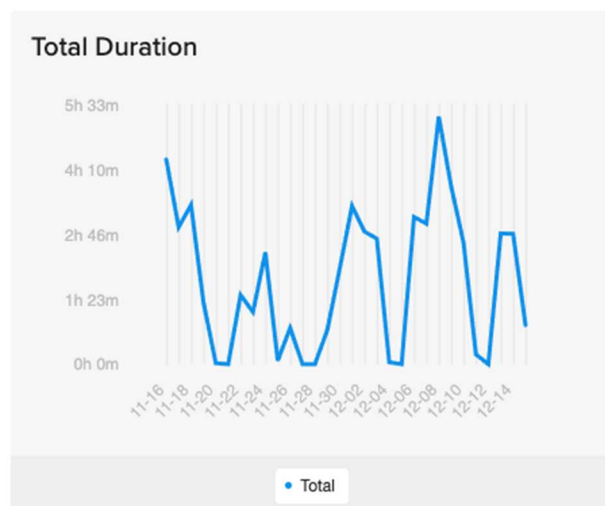 Total Duration
5h 33m
4h 10m
2h 46m
1h 23m
0h 0m
11-16
11-18
11-20
11-22
11-24
11-26
11-28
11-30
12-02
12-04
12-06
12-08
12-10
12-12
12-14
Total